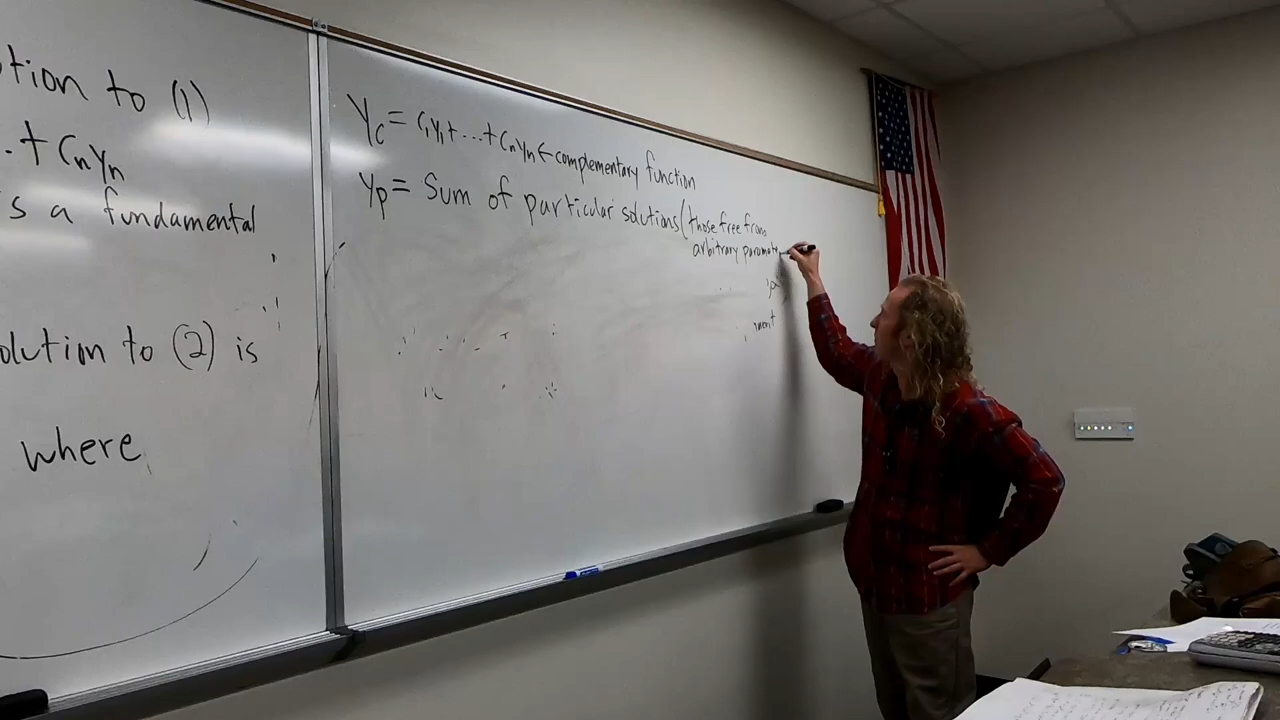 tion to (1)
..+ CnYn
s a fundamental
olution to (2) is
where
Yc = C1Y1 + ... + CnYn ← complementary function
Yp = Sum of particular solutions (those free from
arbitrary paramete